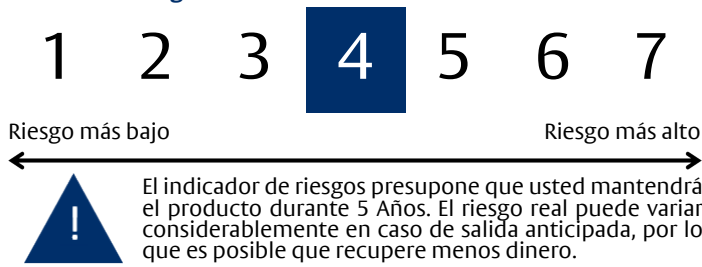 1 2 3 4 5 6 7
Riesgo más bajo Riesgo más alto
!
El indicador de riesgos presupone que usted mantendrá
el producto durante 5 Años. El riesgo real puede variar
considerablemente en caso de salida anticipada, por lo
que es posible que recupere menos dinero.